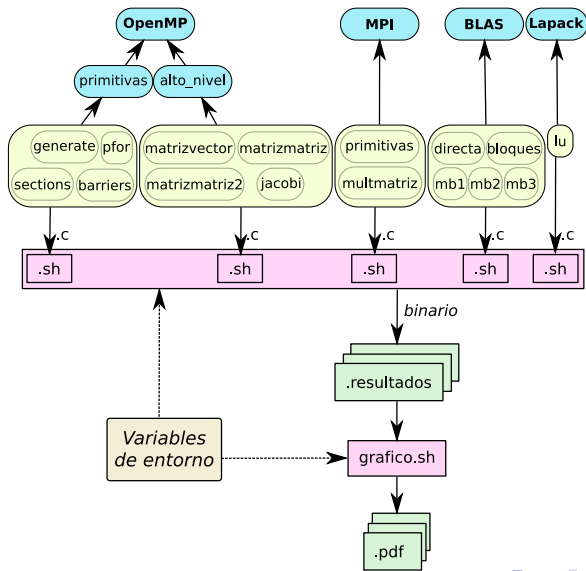 OpenMP
MPI
BLAS
Lapack
primitivas
alto_nivel
generate
pfor
sections
barriers
matrizvector
matrizmatriz
matrizmatriz2
jacobi
primitivas
multmatriz
directa
bloques
mb1
mb2
mb3
lu
.c
.c
.c
.c
.c
.sh
.sh
.sh
.sh
.sh
binario
.resultados
Variables
de entorno
grafico.sh
.pdf